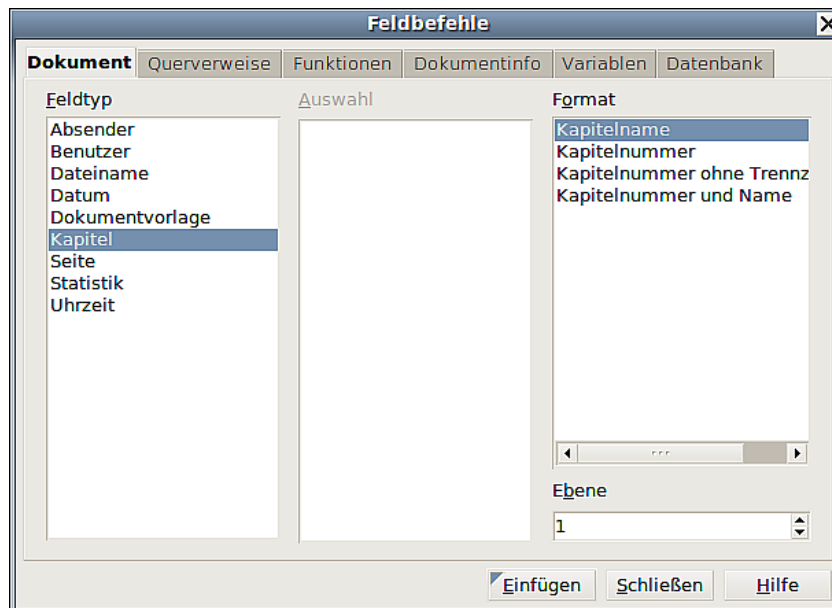 Feldbefehle
Dokument Querverweise Funktionen Dokumentinfo Variablen Datenbank
Feldtyp
Absender
Benutzer
Dateiname
Datum
Dokumentvorlage
Kapitel
Seite
Statistik
Uhrzeit
Auswahl
Format
Kapitelname
Kapitelnummer
Kapitelnummer ohne Trennz
Kapitelnummer und Name
Ebene
1
Einfügen Schließen Hilfe